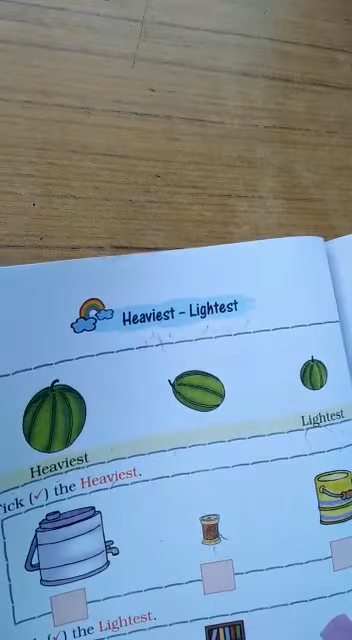 Heaviest – Lightest
Heaviest
Lightest
(✓) the Heaviest.
(✓) the Lightest.